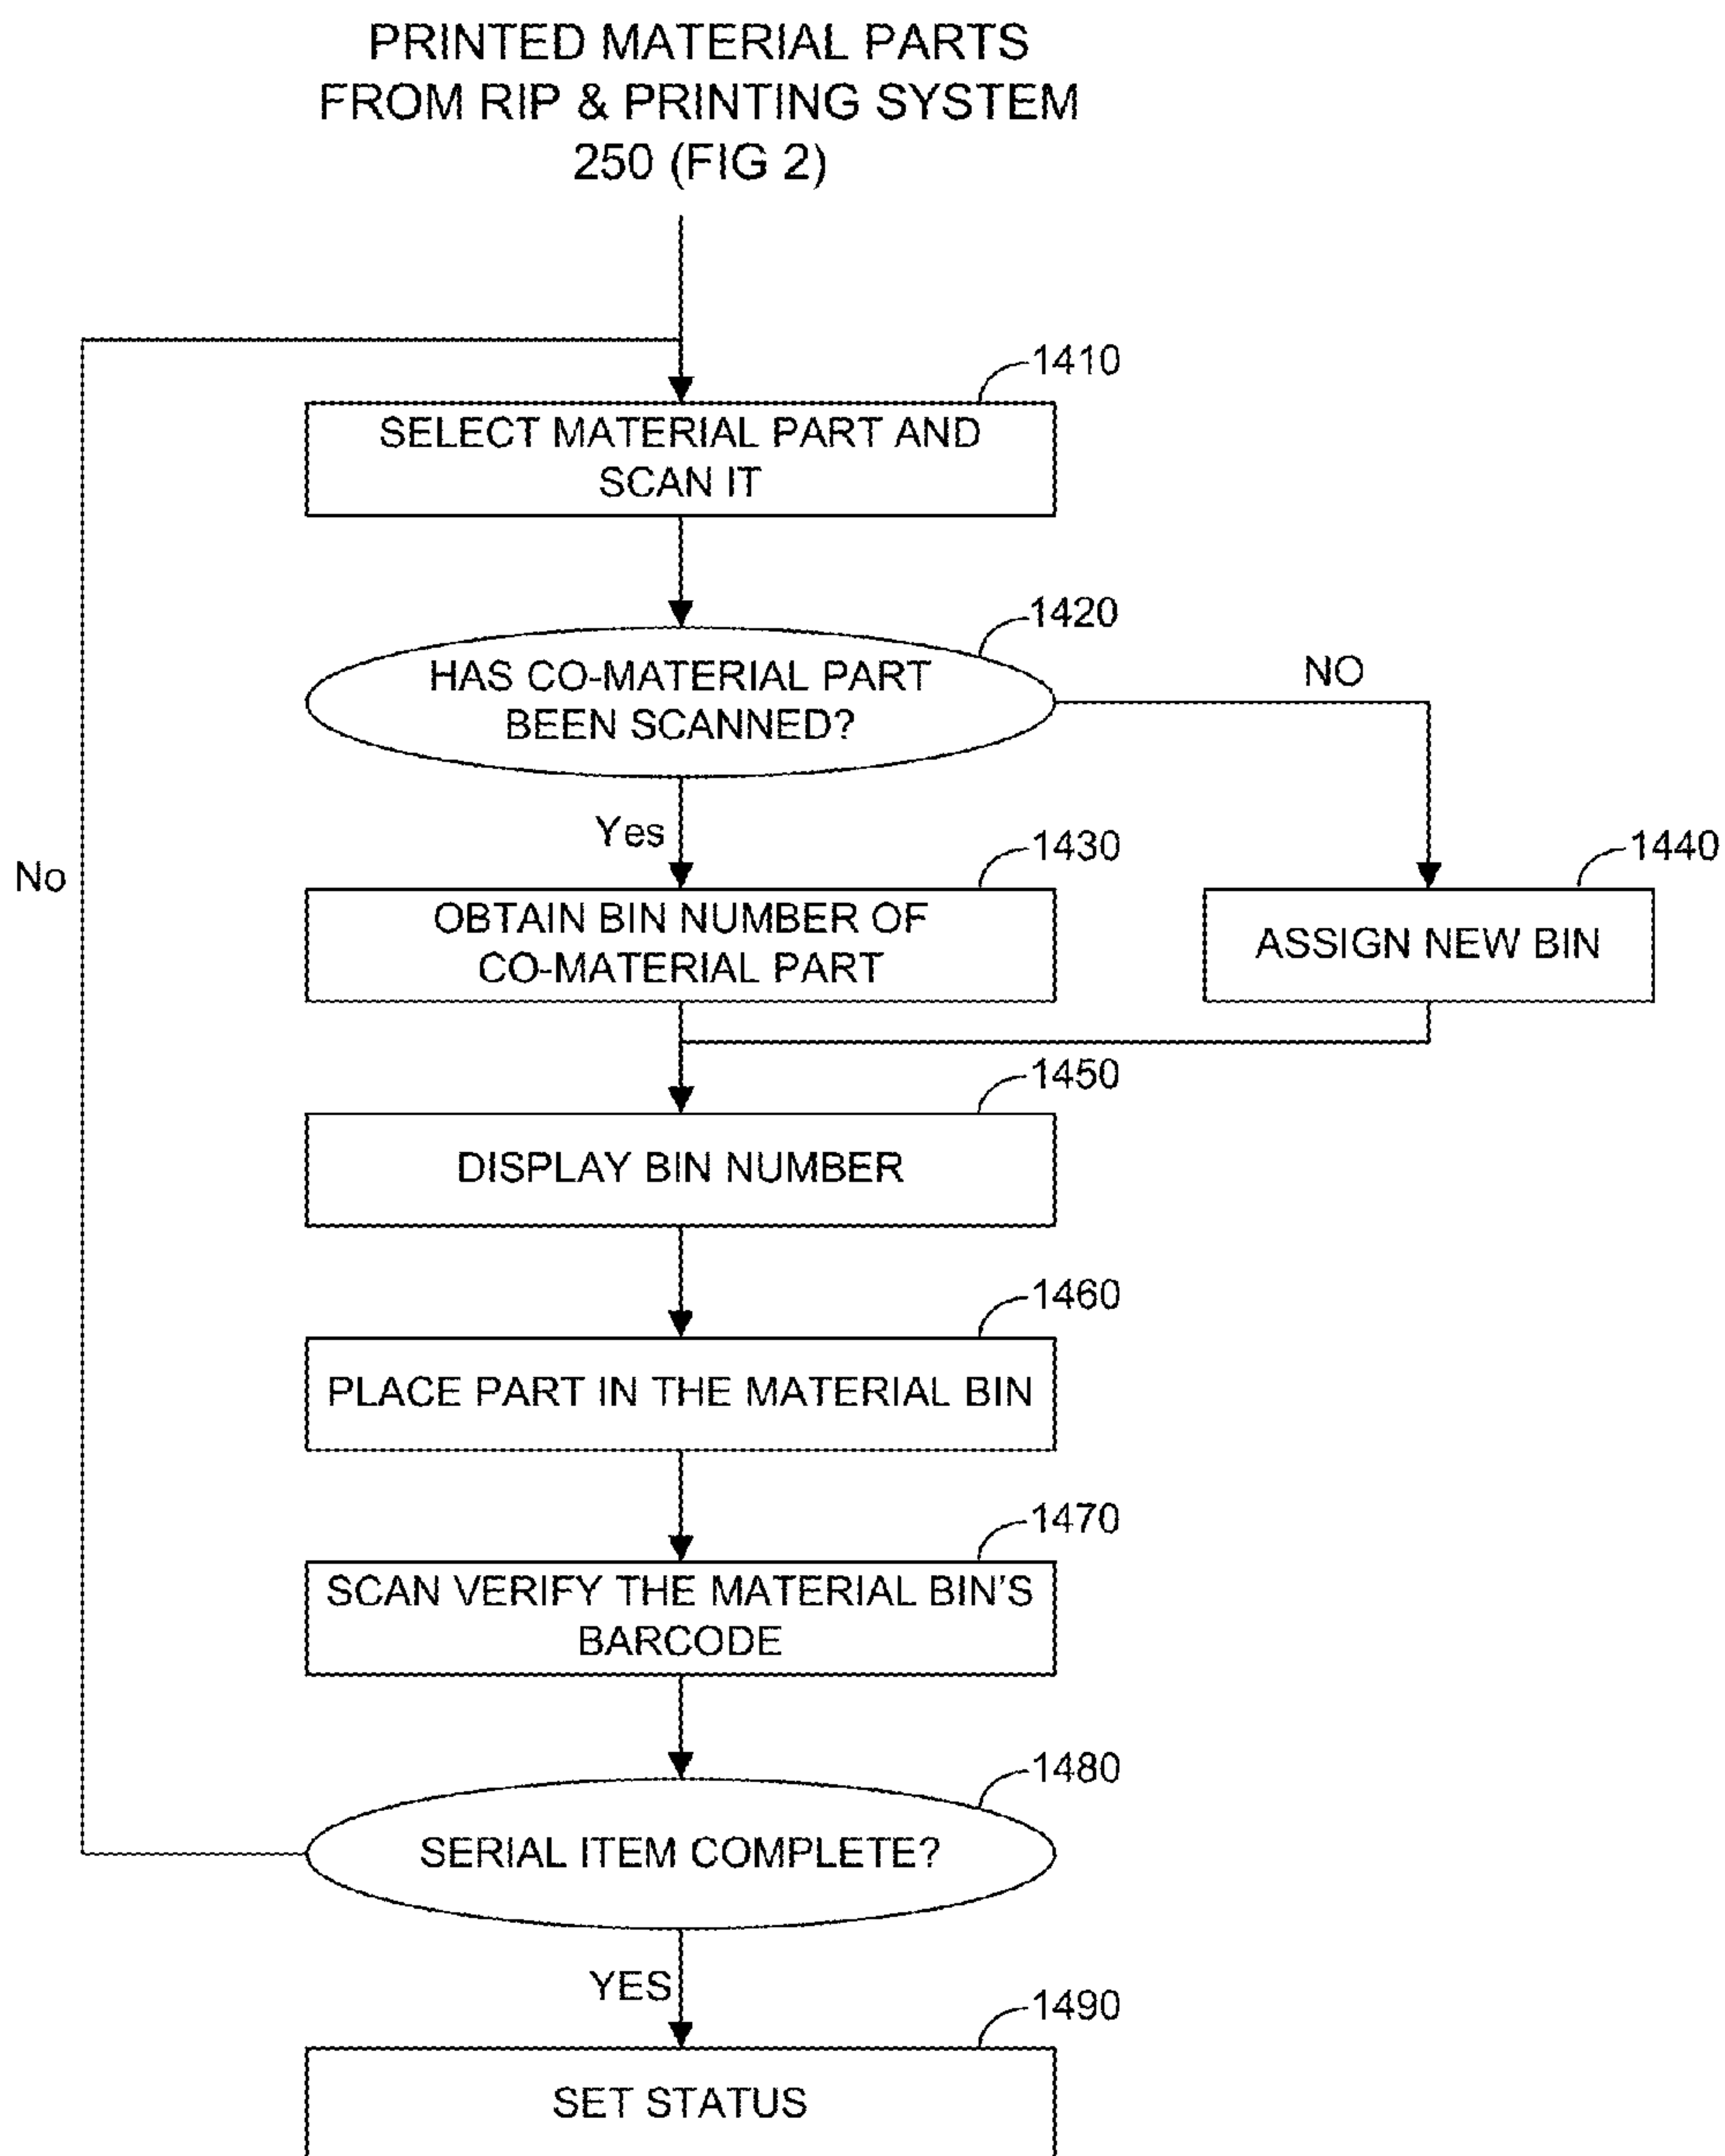 PRINTED MATERIAL PARTS
FROM RIP & PRINTING SYSTEM
250 (FIG 2)
1410
SELECT MATERIAL PART AND
SCAN IT
1420
HAS CO-MATERIAL PART
BEEN SCANNED?
NO
Yes
1430
1440
No
OBTAIN BIN NUMBER OF
CO-MATERIAL PART
ASSIGN NEW BIN
1450
DISPLAY BIN NUMBER
1460
PLACE PART IN THE MATERIAL BIN
1470
SCAN VERIFY THE MATERIAL BIN'S
BARCODE
1480
SERIAL ITEM COMPLETE?
YES
1490
SET STATUS